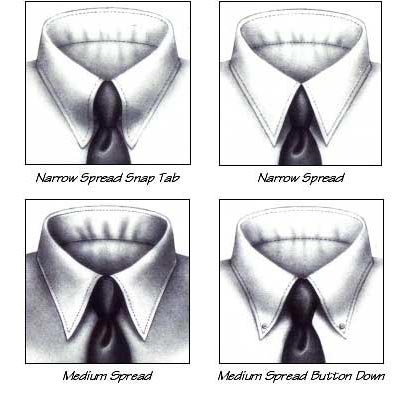 Narrow Spread Snap Tab
Narrow Spread
Medium Spread
Medium Spread Button Down